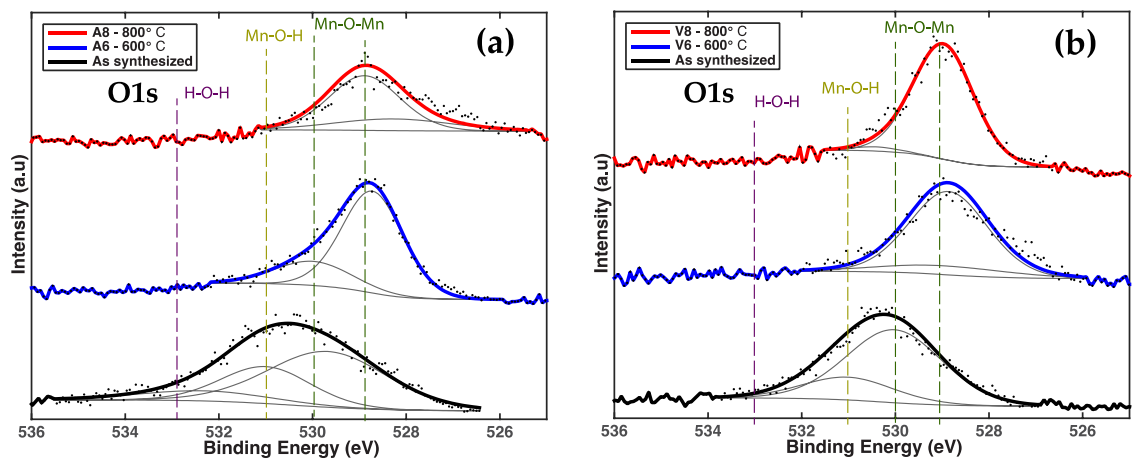 Mn-O-Mn
(a)
A8 - 800° C
A6 - 600° C
As synthesized
Mn-O-H
O1s
H-O-H
Intensity (a.u)
536
534
532
530
528
526
Binding Energy (eV)
(b)
V8 - 800° C
V6 - 600° C
As synthesized
Mn-O-Mn
O1s
H-O-H
Mn-O-H
Intensity (a.u)
536
534
532
530
528
526
Binding Energy (eV)